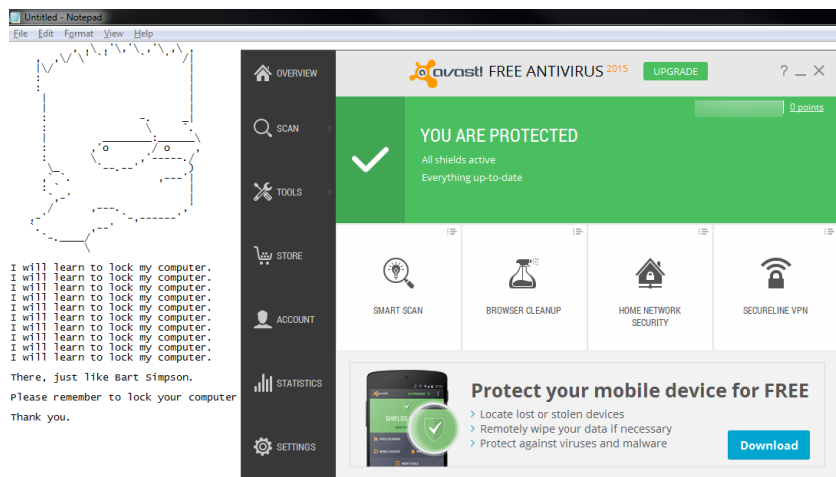 Untitled - Notepad
File Edit Format View Help
I will learn to lock my computer.
I will learn to lock my computer.
I will learn to lock my computer.
I will learn to lock my computer.
I will learn to lock my computer.
I will learn to lock my computer.
I will learn to lock my computer.
I will learn to lock my computer.
I will learn to lock my computer.
I will learn to lock my computer.
There, just like Bart Simpson.
Please remember to lock your computer
Thank you.
OVERVIEW
SCAN
TOOLS
STORE
ACCOUNT
STATISTICS
SETTINGS
avast! FREE ANTIVIRUS 2015 UPGRADE ?
0 points
YOU ARE PROTECTED
All shields active
Everything up-to-date
SMART SCAN
BROWSER CLEANUP
HOME NETWORK
SECURITY
SECURELINE VPN
Protect your mobile device for FREE
Locate lost or stolen devices
Remotely wipe your data if necessary
Protect against viruses and malware
Download